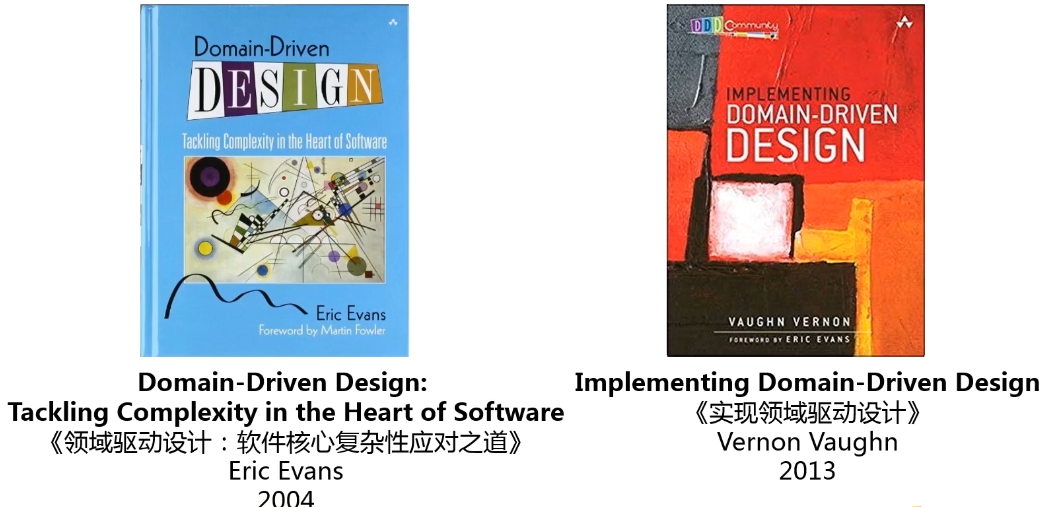 Domain-Driven
DESIGN
Tackling Complexity in the Heart of Software
Eric Evans
Foreword by Martin Fowler
Domain-Driven Design:
Tackling Complexity in the Heart of Software
《领域驱动设计：软件核心复杂性应对之道》
Eric Evans
2004
DDD Community
IMPLEMENTING
DOMAIN-DRIVEN
DESIGN
VAUGHN VERNON
FOREWORD BY ERIC EVANS
Implementing Domain-Driven Design
《实现领域驱动设计》
Vernon Vaughn
2013